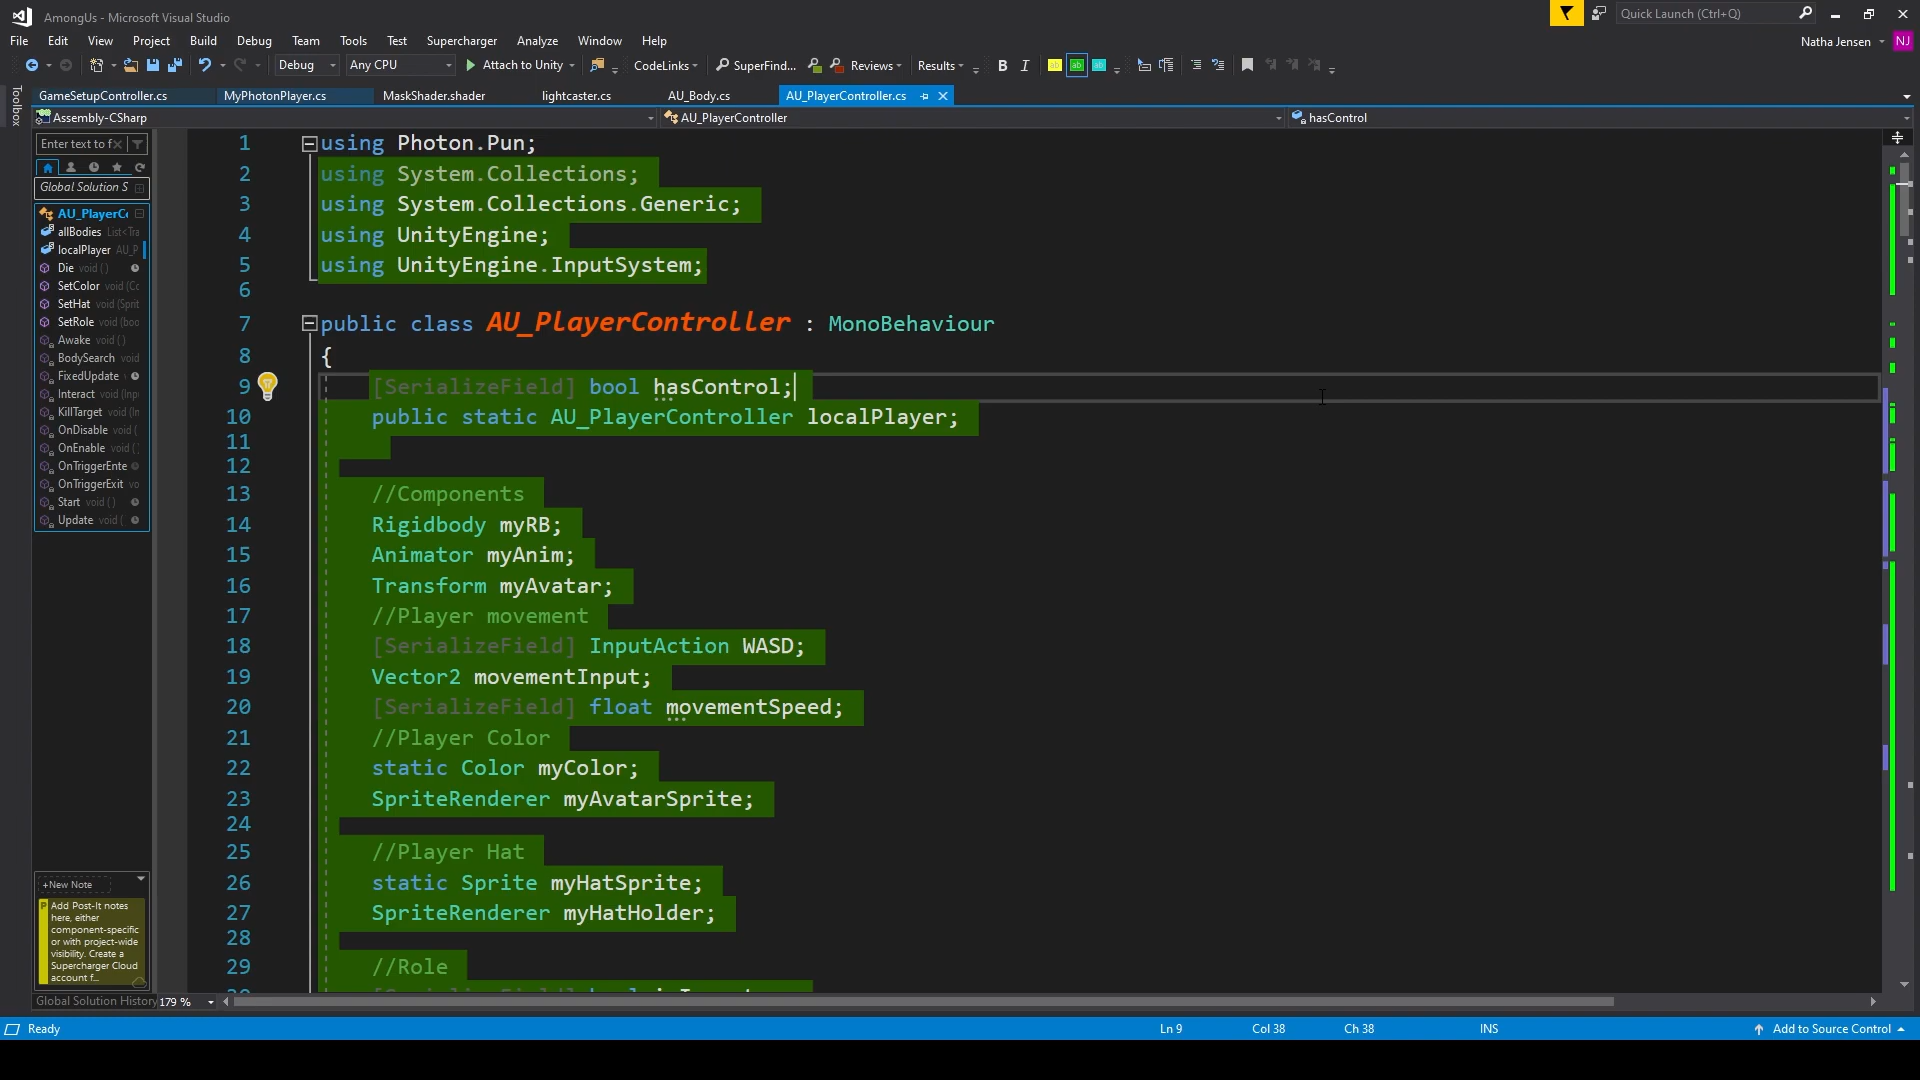 AmongUs - Microsoft Visual Studio
Quick Launch (Ctrl+Q)
File Edit View Project Build Debug Team Tools Test Supercharger Analyze Window Help
Natha Jensen NJ
Debug Any CPU Attach to Unity CodeLinks SuperFind... Reviews Results B I
Toolbox
GameSetupController.cs MyPhotonPlayer.cs MaskShader.shader lightcaster.cs AU_Body.cs AU_PlayerController.cs
Assembly-CSharp AU_PlayerController hasControl
Enter text to f
Global Solution S
AU_PlayerCo
allBodies List<Tra
localPlayer AU_P
Die void ()
SetColor void (Co
SetHat void (Sprit
SetRole void (boo
Awake void ()
BodySearch void
FixedUpdate
Interact void (Inpu
KillTarget void (In
OnDisable void (
OnEnable void (
OnTriggerEnte
OnTriggerExit vo
Start void ()
Update void (
+New Note
Add Post-It notes
here, either
component-specific
or with project-wide
visibility. Create a
Supercharger Cloud
account f...
Global Solution History
1 using Photon.Pun;
2 using System.Collections;
3 using System.Collections.Generic;
4 using UnityEngine;
5 using UnityEngine.InputSystem;
6
7 public class AU_PlayerController : MonoBehaviour
8 {
9 [SerializeField] bool hasControl;
10 public static AU_PlayerController localPlayer;
11
12
13 //Components
14 Rigidbody myRB;
15 Animator myAnim;
16 Transform myAvatar;
17 //Player movement
18 [SerializeField] InputAction WASD;
19 Vector2 movementInput;
20 [SerializeField] float movementSpeed;
21 //Player Color
22 static Color myColor;
23 SpriteRenderer myAvatarSprite;
24
25 //Player Hat
26 static Sprite myHatSprite;
27 SpriteRenderer myHatHolder;
28
29 //Role
179 %
Ready Ln 9 Col 38 Ch 38 INS Add to Source Control